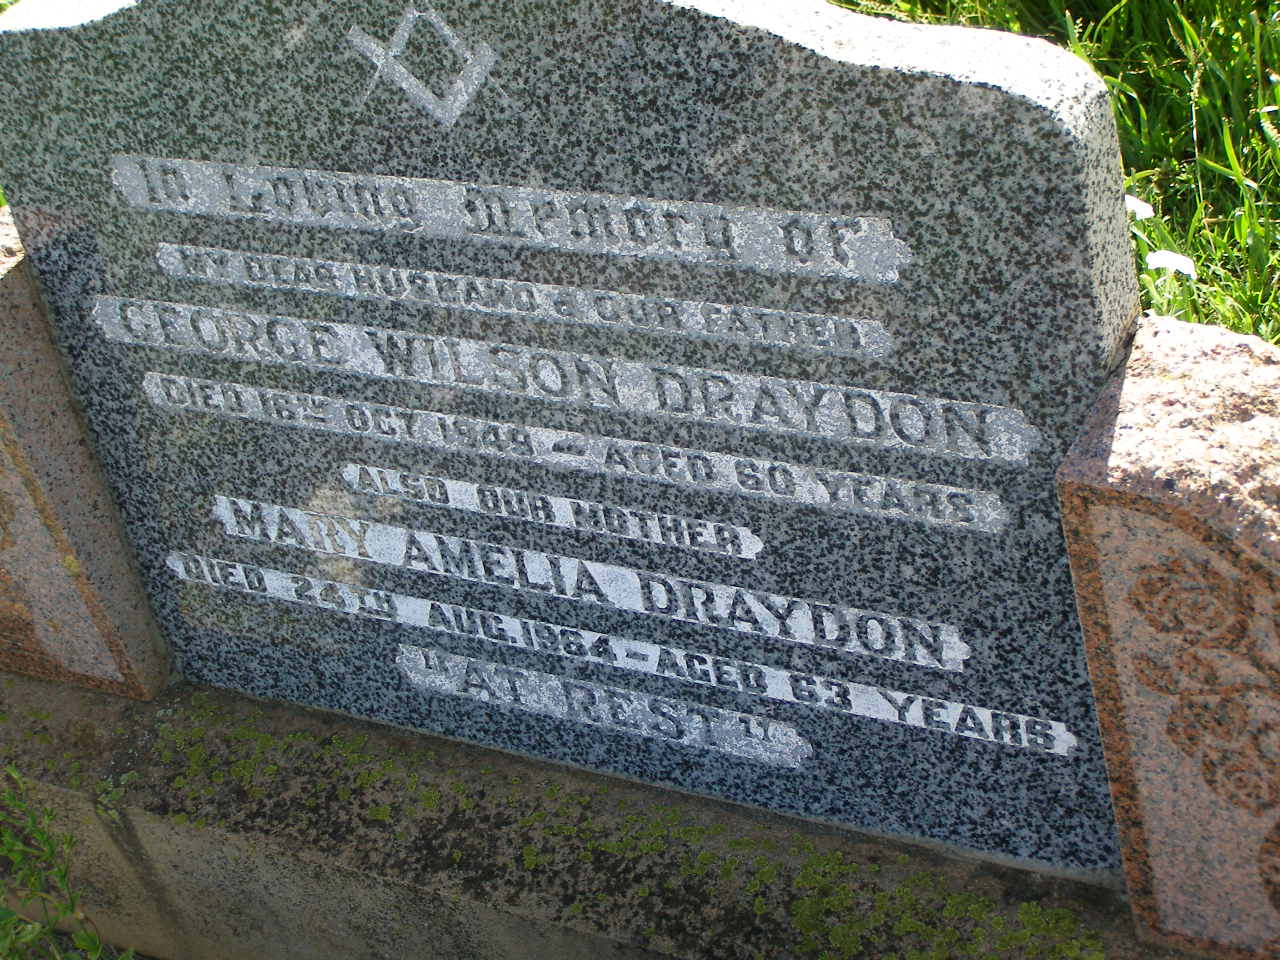 IN LOVING MEMORY OF
MY DEAR HUSBAND & OUR FATHER
GEORGE WILSON DRAYDON
DIED 16TH OCT 1949 - AGED 60 YEARS
ALSO OUR MOTHER
MARY AMELIA DRAYDON
DIED 24TH AUG. 1964 - AGED 63 YEARS
"AT REST"